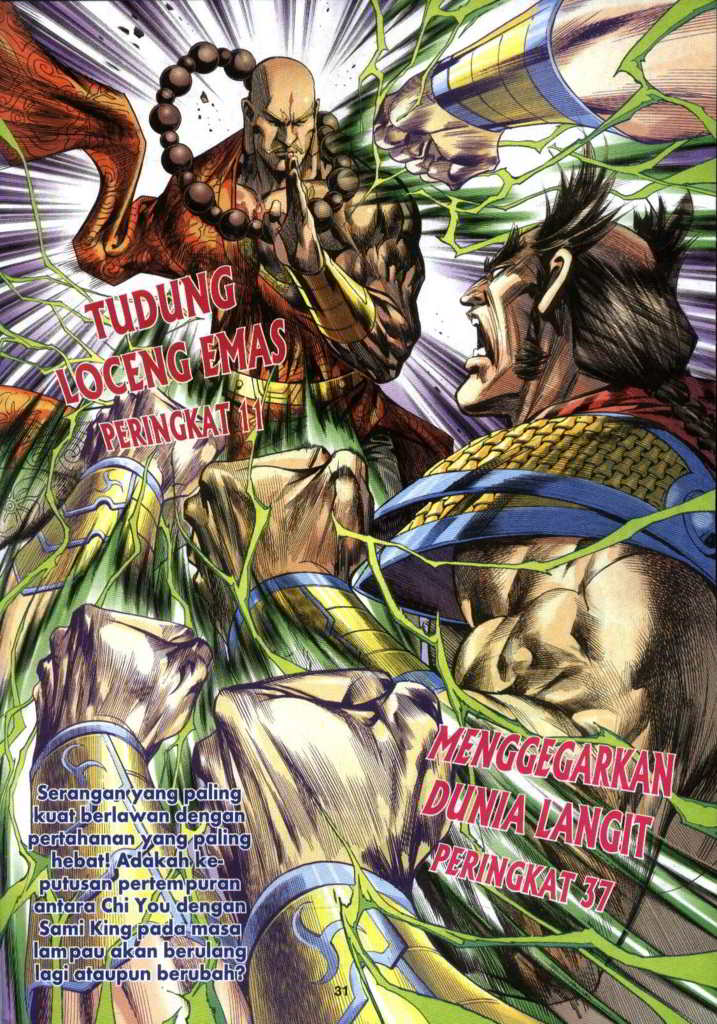 TUDUNG
LOCENG EMAS
PERINGKAT 11
MENGGEGARKAN
DUNIA LANGIT
PERINGKAT 37
Serangan yang paling
kuat berlawan dengan
pertahanan yang paling
hebat! Adakah ke-
putusan pertempuran
antara Chi You dengan
Sami King pada masa
lampau akan berulang
lagi ataupun berubah?
31